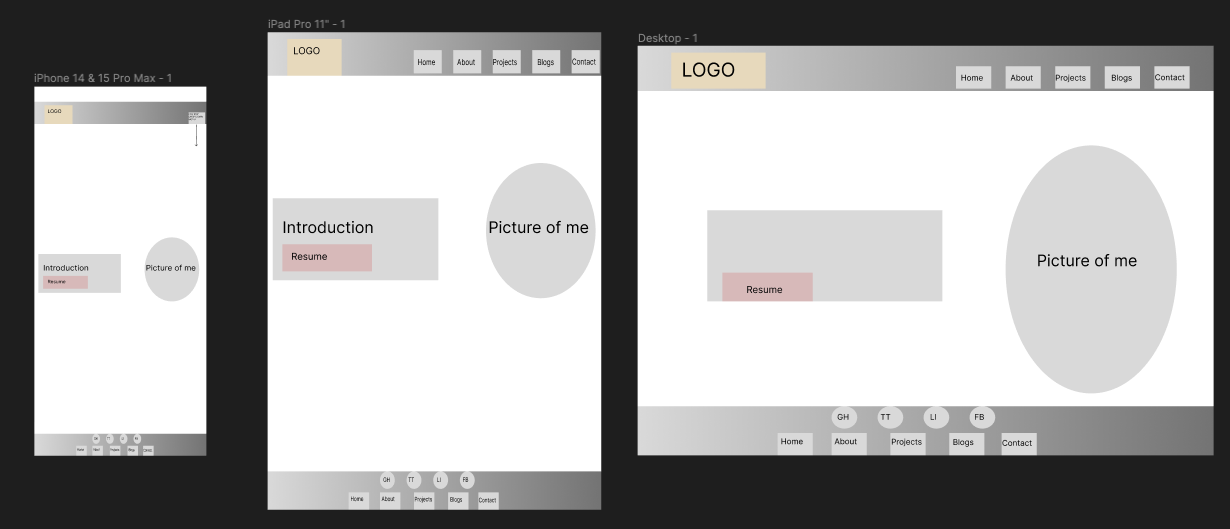 iPhone 14 & 15 Pro Max - 1
LOGO
Introduction
Resume
Picture of me
GH TT LI FB
Home About Projects Blogs Contact
iPad Pro 11" - 1
LOGO
Home About Projects Blogs Contact
Introduction
Resume
Picture of me
GH TT LI FB
Home About Projects Blogs Contact
Desktop - 1
LOGO
Home About Projects Blogs Contact
Resume
Picture of me
GH TT LI FB
Home About Projects Blogs Contact